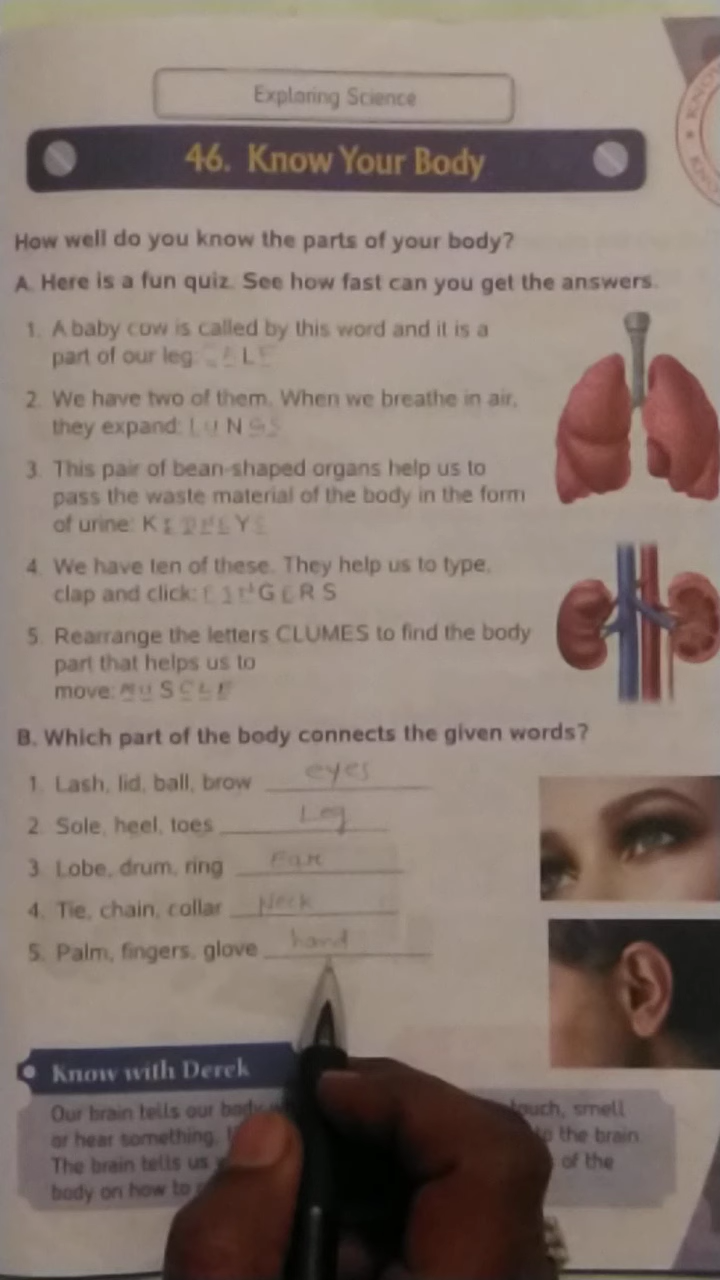 Exploring Science
46. Know Your Body
How well do you know the parts of your body?
A. Here is a fun quiz. See how fast can you get the answers.
1. A baby cow is called by this word and it is a
part of our leg: CALF
2. We have two of them. When we breathe in air,
they expand: LUNGS
3. This pair of bean-shaped organs help us to
pass the waste material of the body in the form
of urine: KIDNEYS
4. We have ten of these. They help us to type,
clap and click: FINGERS
5. Rearrange the letters CLUMES to find the body
part that helps us to
move: MUSCLE
B. Which part of the body connects the given words?
1. Lash, lid, ball, brow eyes
2. Sole, heel, toes Leg
3. Lobe, drum, ring Ear
4. Tie, chain, collar Neck
5. Palm, fingers, glove hand
Know with Derek
Our brain tells our body touch, smell
or hear something. to the brain.
The brain tells us of the
body on how to